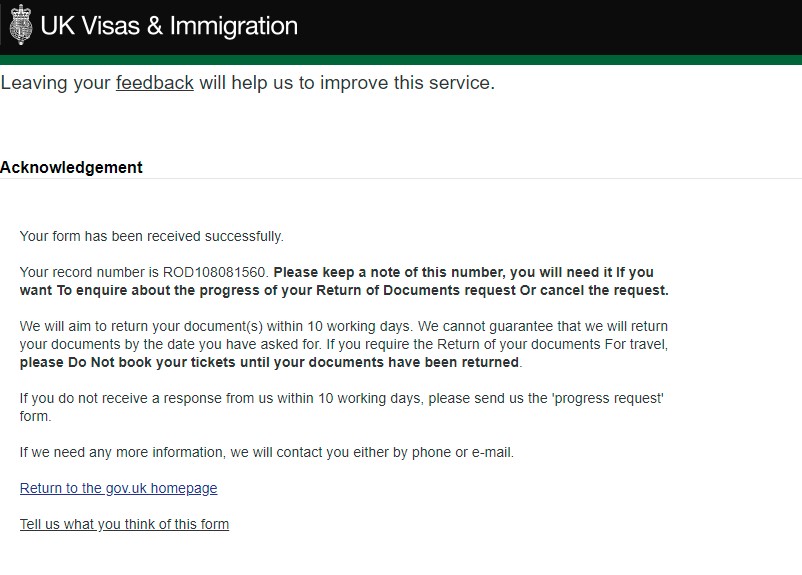 UK Visas & Immigration
Leaving your feedback will help us to improve this service.
Acknowledgement
Your form has been received successfully.
Your record number is ROD108081560. Please keep a note of this number, you will need it If you
want To enquire about the progress of your Return of Documents request Or cancel the request.
We will aim to return your document(s) within 10 working days. We cannot guarantee that we will return
your documents by the date you have asked for. If you require the Return of your documents For travel,
please Do Not book your tickets until your documents have been returned.
If you do not receive a response from us within 10 working days, please send us the 'progress request'
form.
If we need any more information, we will contact you either by phone or e-mail.
Return to the gov.uk homepage
Tell us what you think of this form